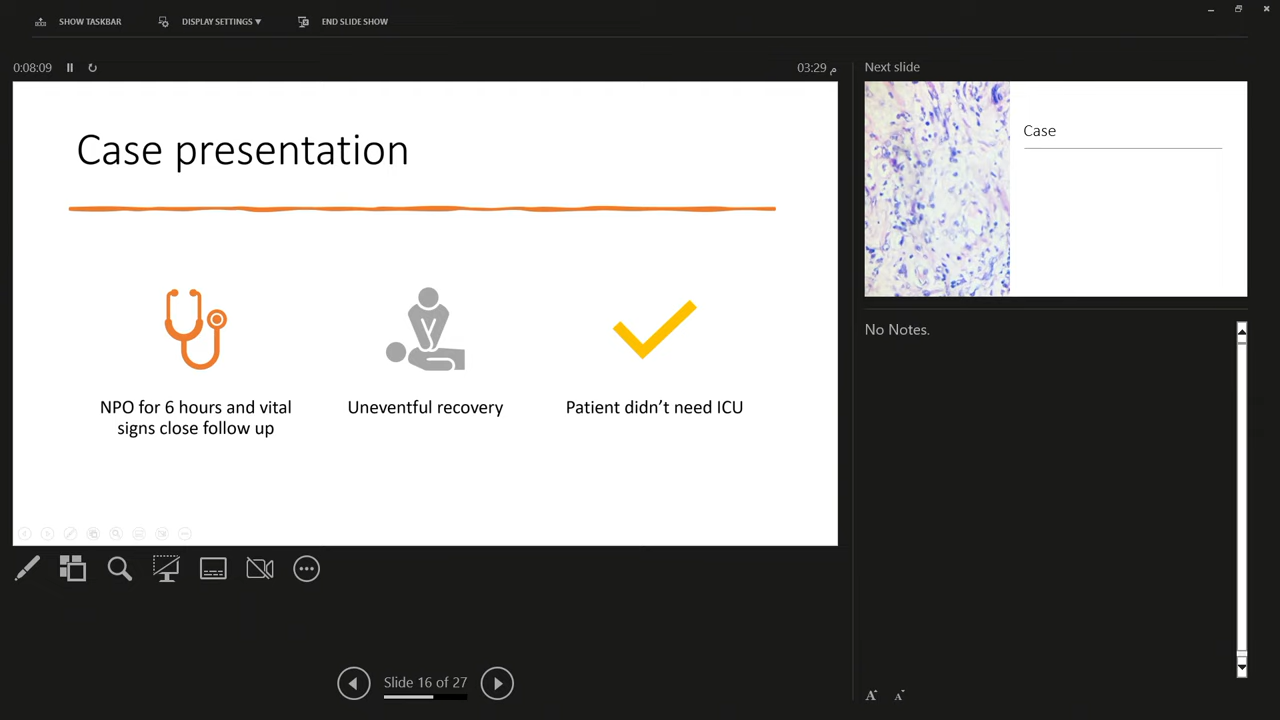 SHOW TASKBAR
DISPLAY SETTINGS ▼
END SLIDE SHOW
0:08:09
03:29 م
Next slide
Case presentation
Case
NPO for 6 hours and vital
signs close follow up
Uneventful recovery
Patient didn’t need ICU
No Notes.
Slide 16 of 27
A
A